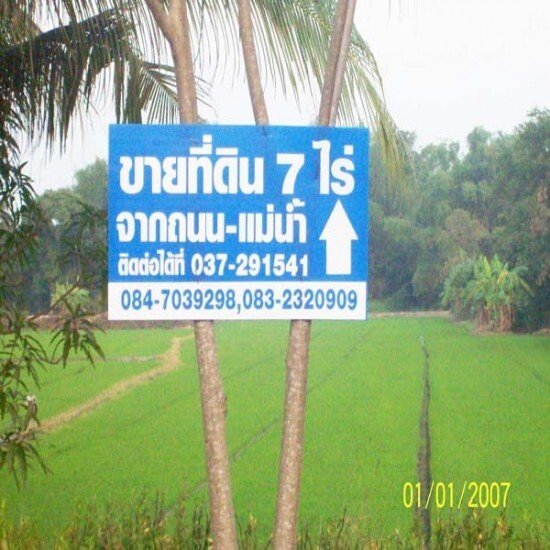 ขายที่ดิน 7 ไร่
จากถนน-แม่น้ำ
ติดต่อได้ที่ 037-291541
084-7039298,083-2320909
01/01/2007